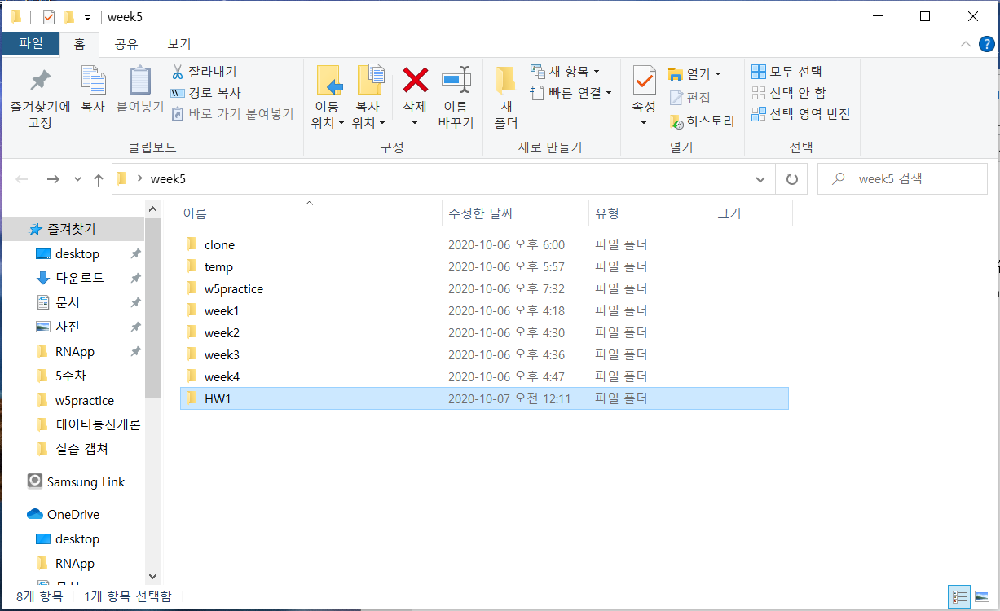 week5
파일 홈 공유 보기
즐겨찾기에 고정
복사
붙여넣기
잘라내기
경로 복사
바로 가기 붙여넣기
클립보드
이동 위치
복사 위치
삭제
이름 바꾸기
구성
새 폴더
새 항목
빠른 연결
새로 만들기
속성
열기
편집
히스토리
열기
모두 선택
선택 안 함
선택 영역 반전
선택
week5
week5 검색
즐겨찾기
desktop
다운로드
문서
사진
RNApp
5주차
w5practice
데이터통신개론
실습 캡쳐
Samsung Link
OneDrive
desktop
RNApp
이름 수정한 날짜 유형 크기
clone 2020-10-06 오후 6:00 파일 폴더
temp 2020-10-06 오후 5:57 파일 폴더
w5practice 2020-10-06 오후 7:32 파일 폴더
week1 2020-10-06 오후 4:18 파일 폴더
week2 2020-10-06 오후 4:30 파일 폴더
week3 2020-10-06 오후 4:36 파일 폴더
week4 2020-10-06 오후 4:47 파일 폴더
HW1 2020-10-07 오전 12:11 파일 폴더
8개 항목 1개 항목 선택함